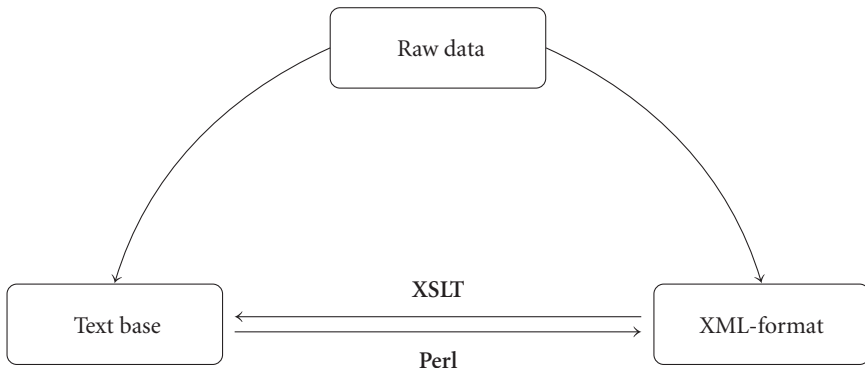 Raw data
XSLT
Text base
XML-format
Perl